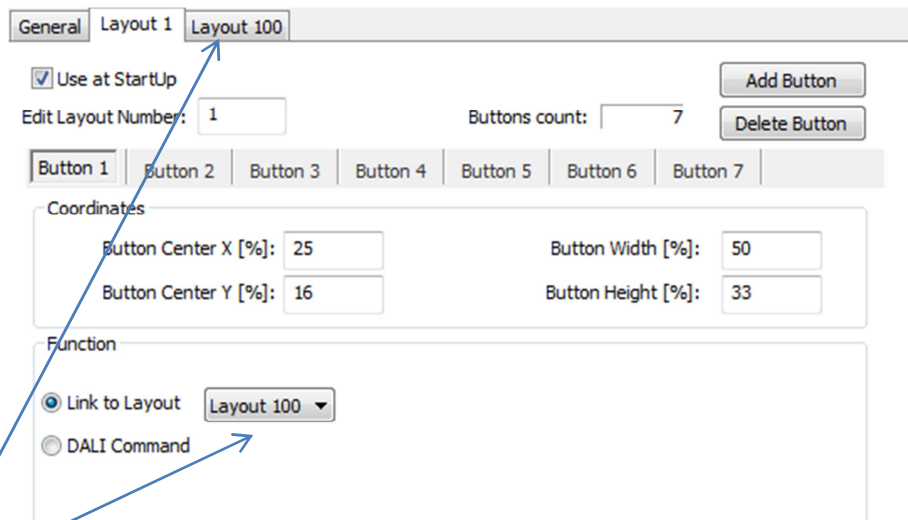 General Layout 1 Layout 100
Use at StartUp Add Button
Edit Layout Number: 1 Buttons count: 7 Delete Button
Button 1 Button 2 Button 3 Button 4 Button 5 Button 6 Button 7
Coordinates
Button Center X [%]: 25 Button Width [%]: 50
Button Center Y [%]: 16 Button Height [%]: 33
Function
Link to Layout Layout 100
DALI Command